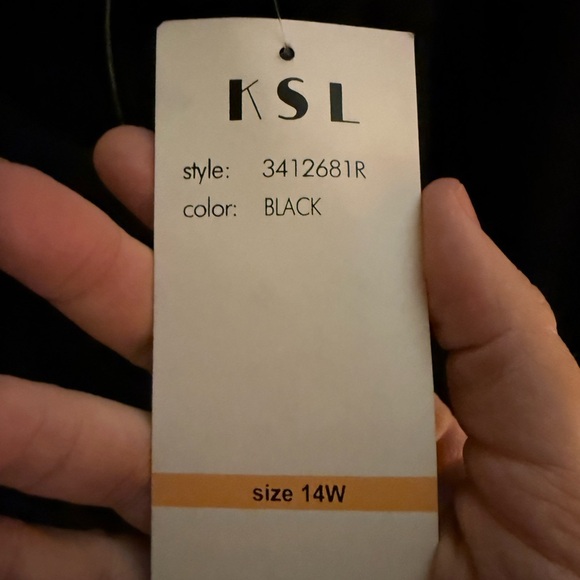 KSL
style: 3412681R
color: BLACK
size 14W